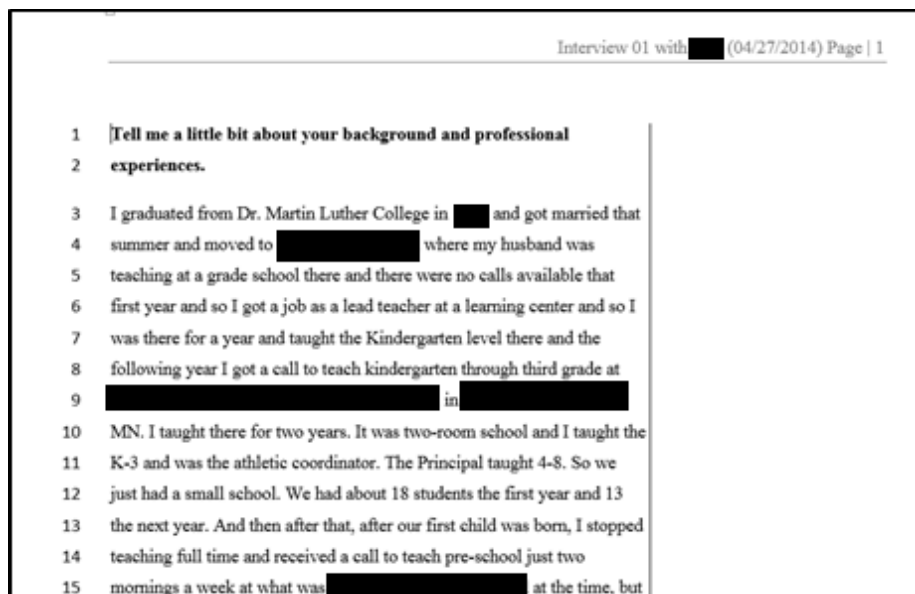 Interview 01 with (04/27/2014) Page | 1
1 Tell me a little bit about your background and professional
2 experiences.
3 I graduated from Dr. Martin Luther College in and got married that
4 summer and moved to where my husband was
5 teaching at a grade school there and there were no calls available that
6 first year and so I got a job as a lead teacher at a learning center and so I
7 was there for a year and taught the Kindergarten level there and the
8 following year I got a call to teach kindergarten through third grade at
9 in
10 MN. I taught there for two years. It was two-room school and I taught the
11 K-3 and was the athletic coordinator. The Principal taught 4-8. So we
12 just had a small school. We had about 18 students the first year and 13
13 the next year. And then after that, after our first child was born, I stopped
14 teaching full time and received a call to teach pre-school just two
15 mornings a week at what was at the time, but